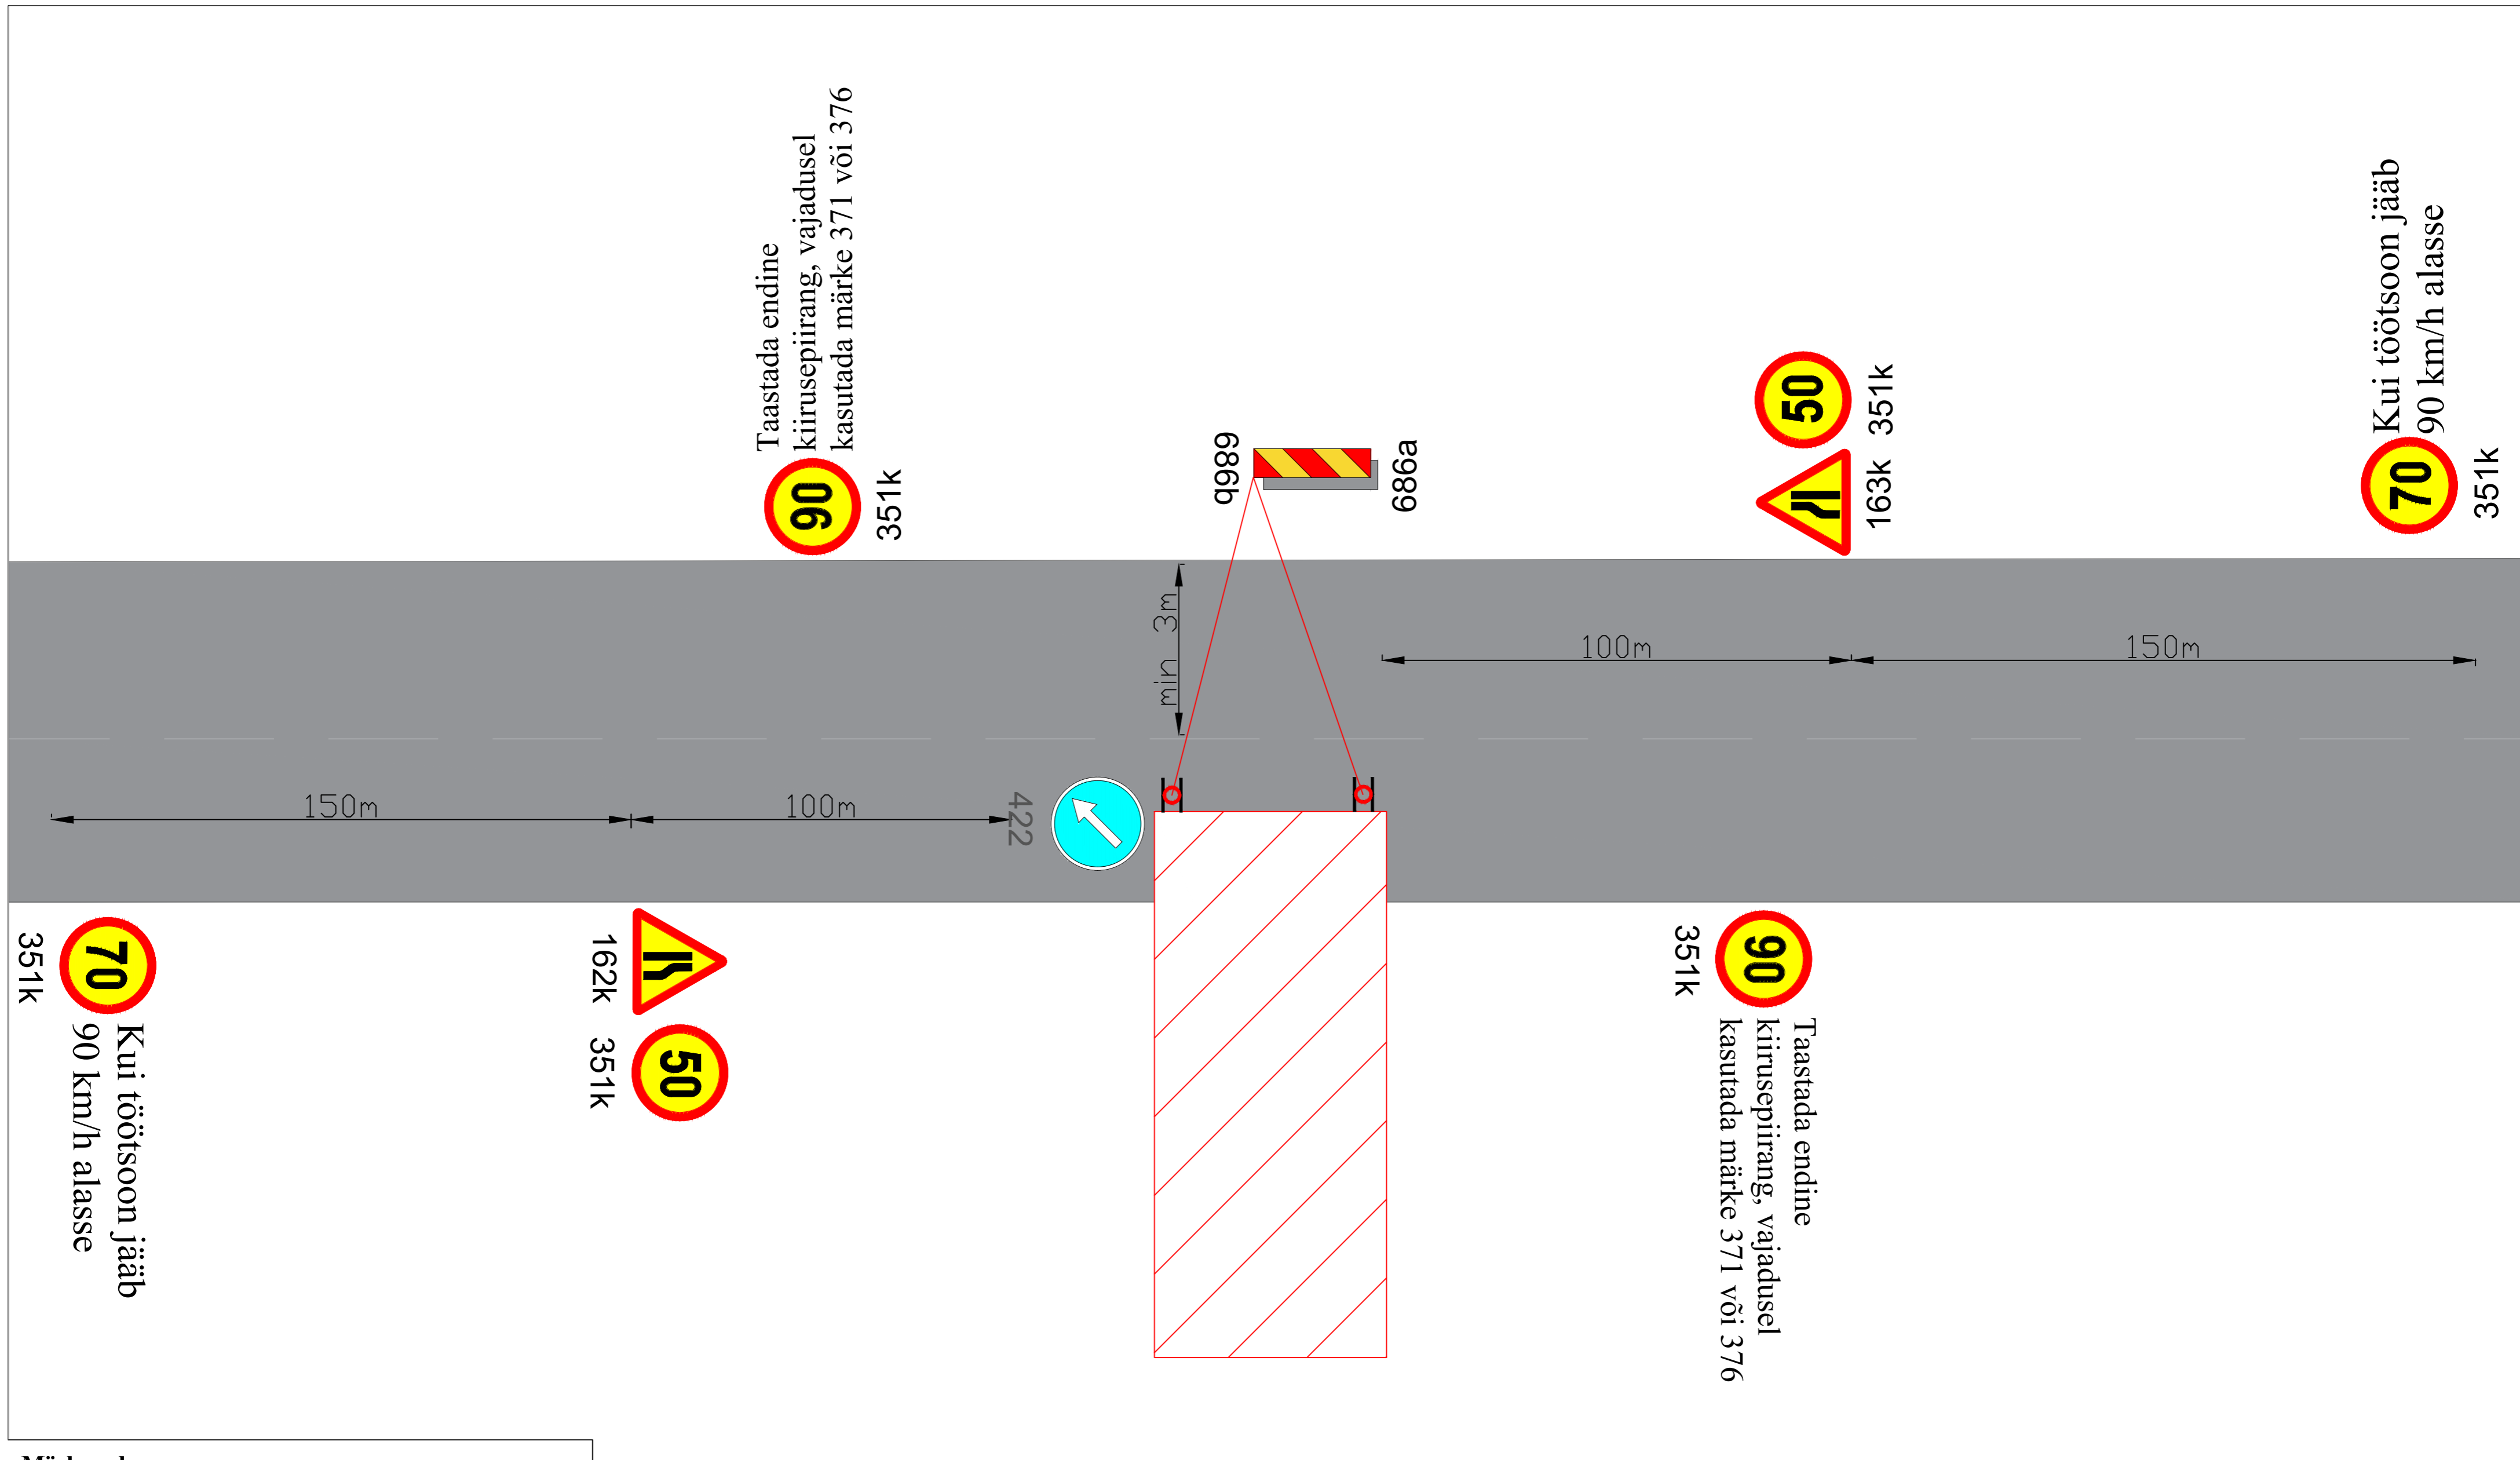 Taastada endine
kiirusepiirang, vajadusel
kasutada märke 371 või 376
90
351k
686b
686a
50
351k
163k
Kui töötsoon jääb
90 km/h alasse
70
351k
min 3m
100m
150m
150m
100m
422
351k
70
Kui töötsoon jääb
90 km/h alasse
162k
351k
50
351k
90
Taastada endine
kiirusepiirang, vajadusel
kasutada märke 371 või 376